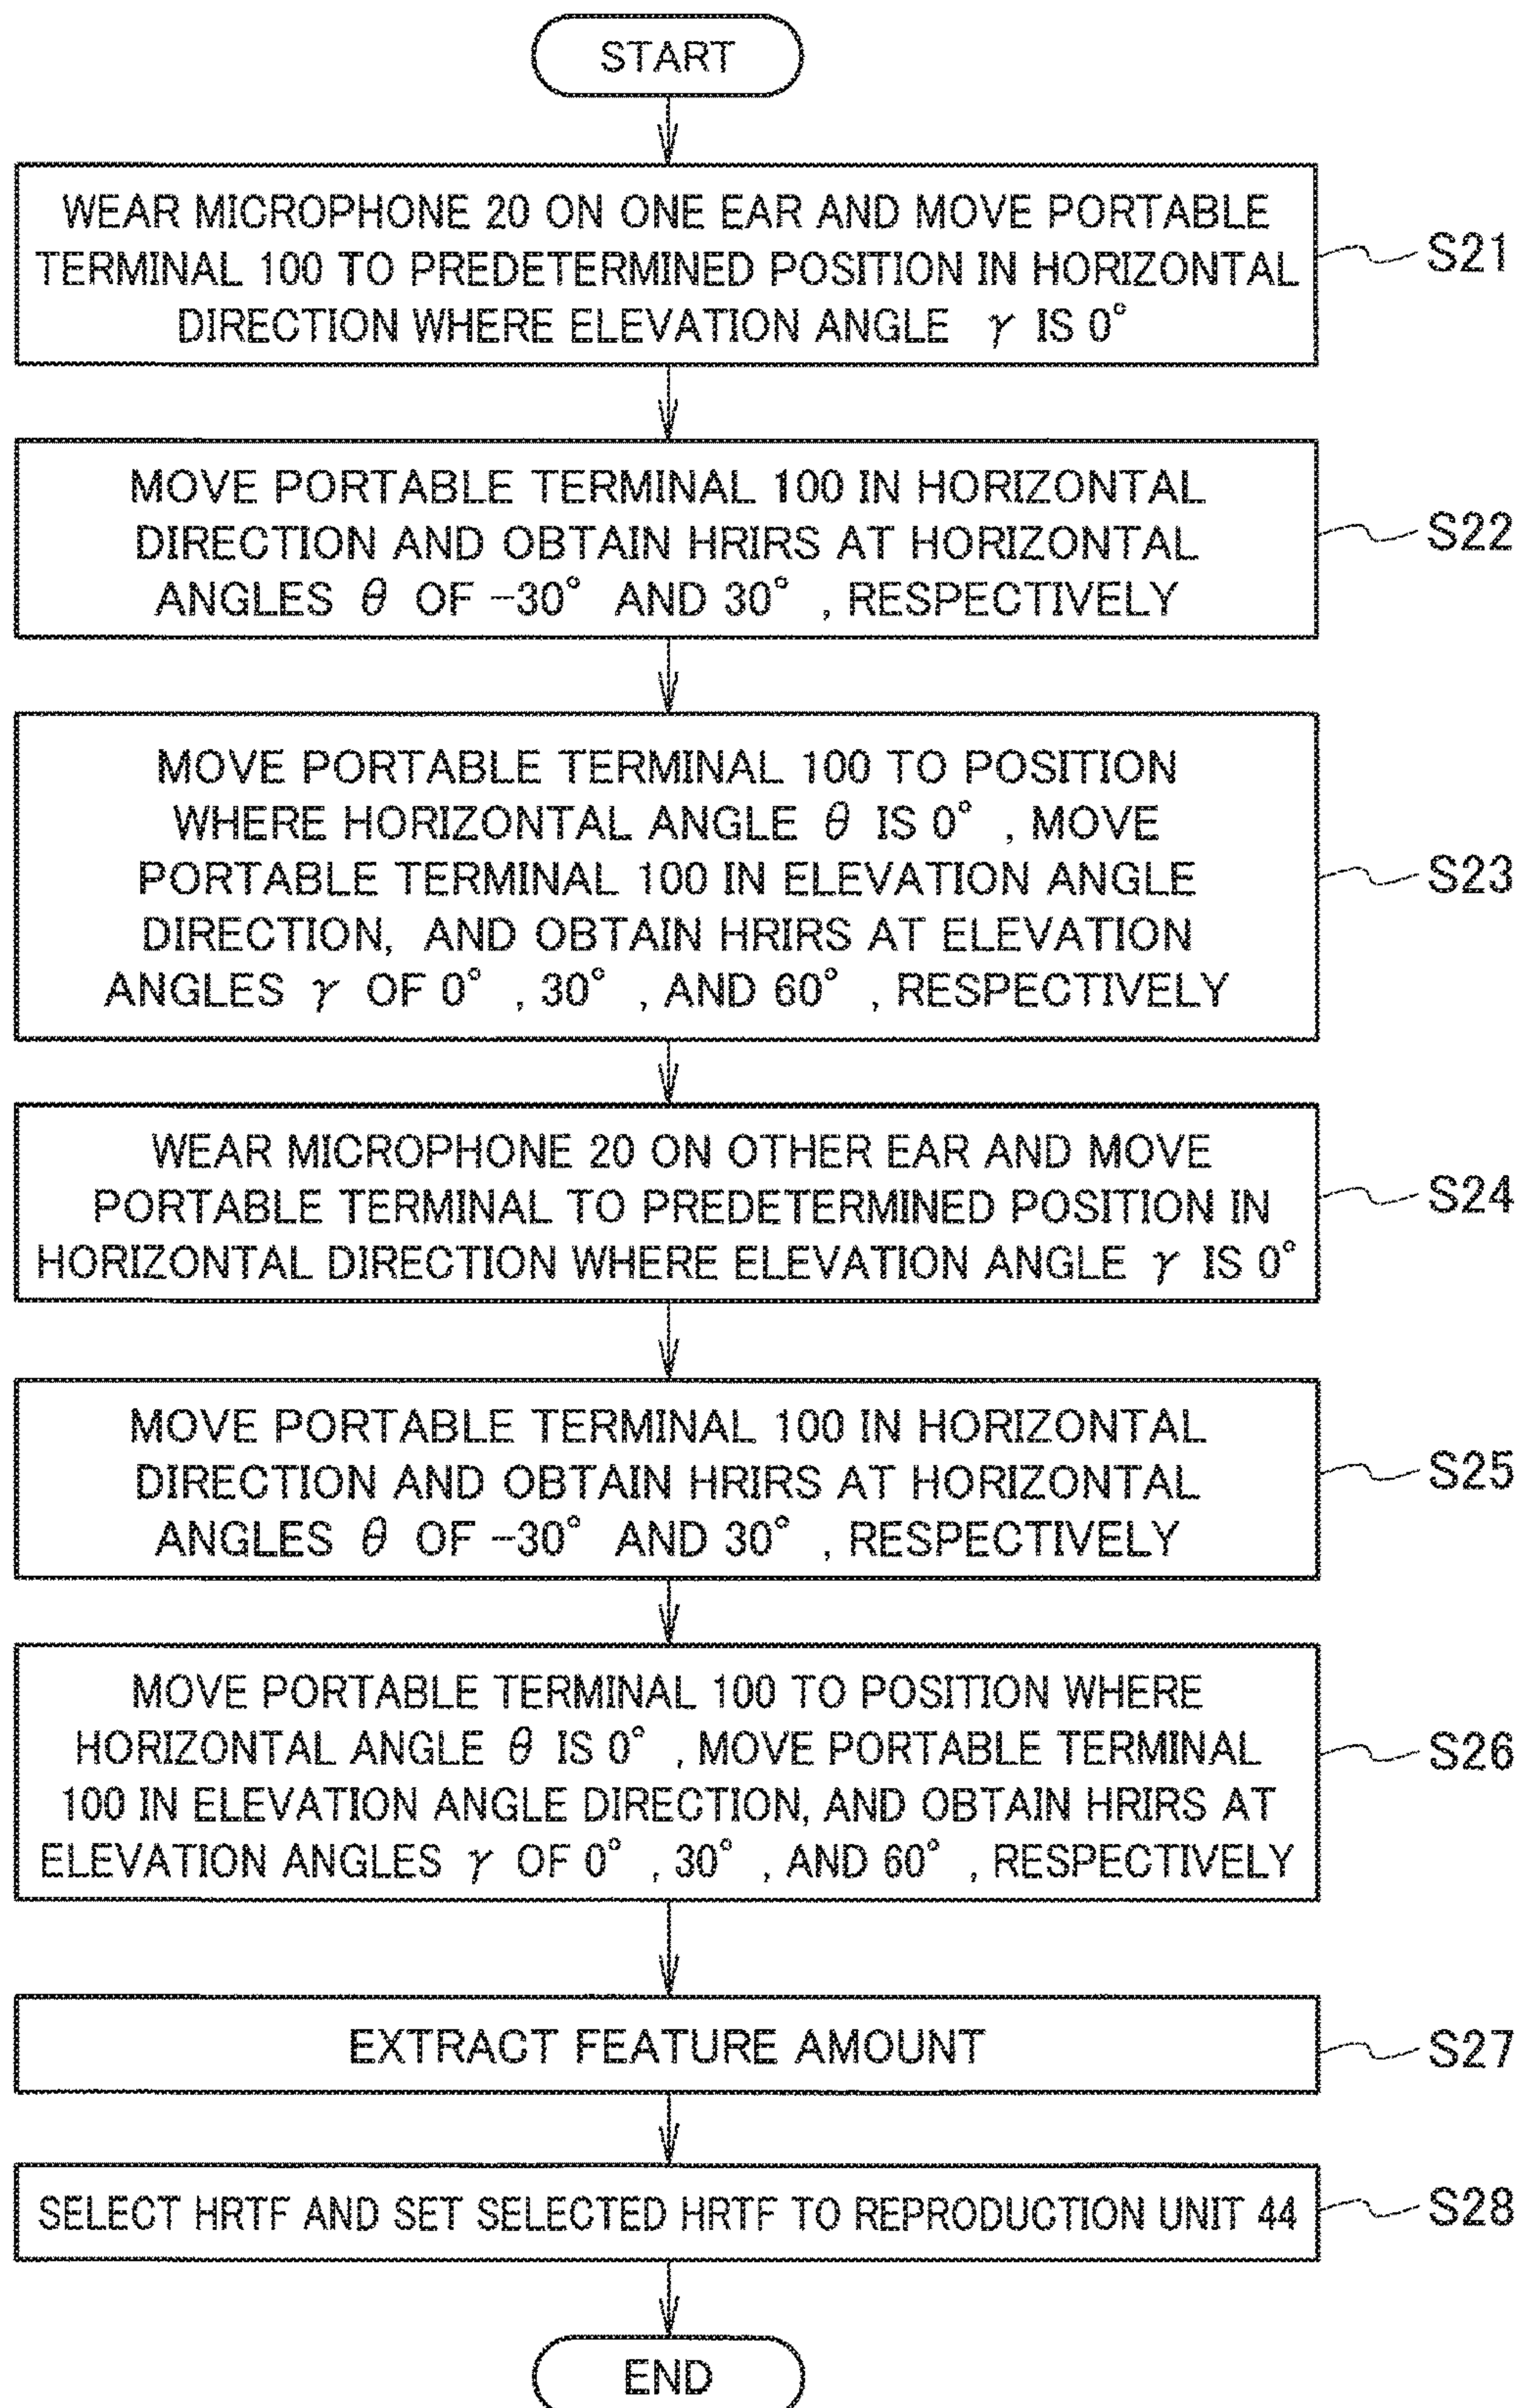 START
WEAR MICROPHONE 20 ON ONE EAR AND MOVE PORTABLE
TERMINAL 100 TO PREDETERMINED POSITION IN HORIZONTAL
DIRECTION WHERE ELEVATION ANGLE γ IS 0°
S21
MOVE PORTABLE TERMINAL 100 IN HORIZONTAL
DIRECTION AND OBTAIN HRIRS AT HORIZONTAL
ANGLES θ OF -30° AND 30° , RESPECTIVELY
S22
MOVE PORTABLE TERMINAL 100 TO POSITION
WHERE HORIZONTAL ANGLE θ IS 0° , MOVE
PORTABLE TERMINAL 100 IN ELEVATION ANGLE
DIRECTION, AND OBTAIN HRIRS AT ELEVATION
ANGLES γ OF 0° , 30° , AND 60° , RESPECTIVELY
S23
WEAR MICROPHONE 20 ON OTHER EAR AND MOVE
PORTABLE TERMINAL TO PREDETERMINED POSITION IN
HORIZONTAL DIRECTION WHERE ELEVATION ANGLE γ IS 0°
S24
MOVE PORTABLE TERMINAL 100 IN HORIZONTAL
DIRECTION AND OBTAIN HRIRS AT HORIZONTAL
ANGLES θ OF -30° AND 30° , RESPECTIVELY
S25
MOVE PORTABLE TERMINAL 100 TO POSITION WHERE
HORIZONTAL ANGLE θ IS 0° , MOVE PORTABLE TERMINAL
100 IN ELEVATION ANGLE DIRECTION, AND OBTAIN HRIRS AT
ELEVATION ANGLES γ OF 0° , 30° , AND 60° , RESPECTIVELY
S26
EXTRACT FEATURE AMOUNT
S27
SELECT HRTF AND SET SELECTED HRTF TO REPRODUCTION UNIT 44
S28
END